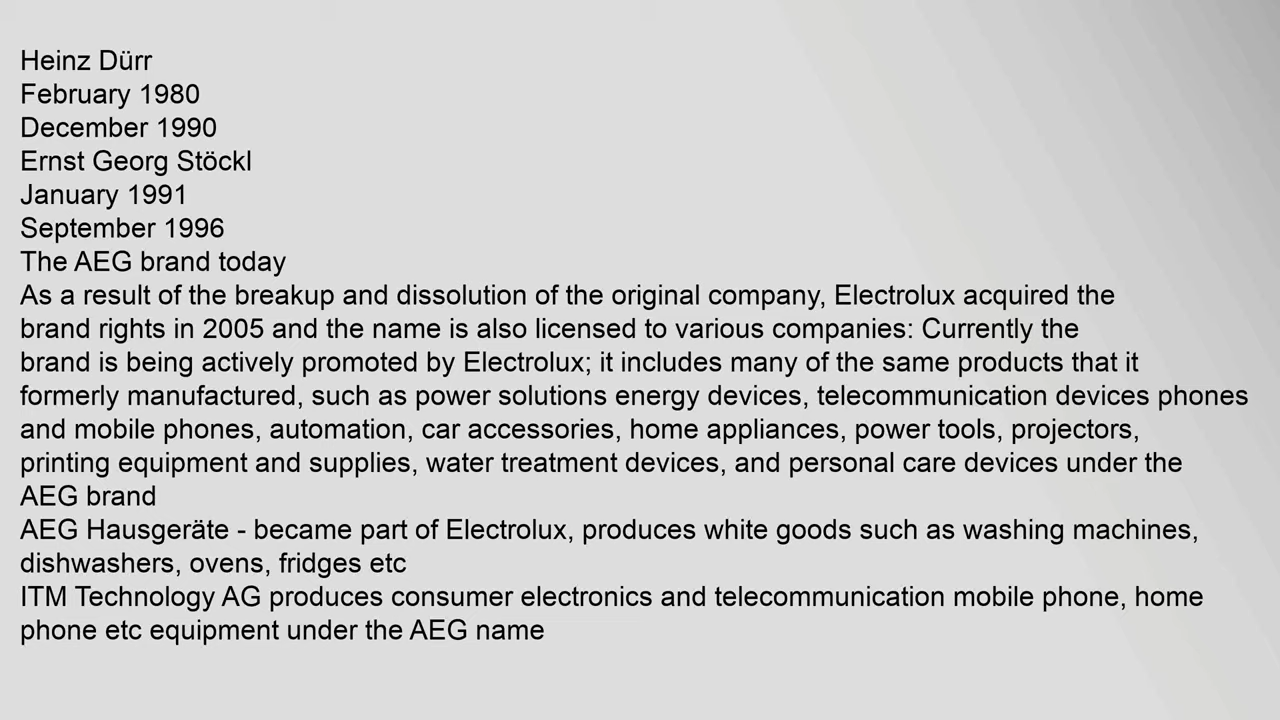 Heinz Dürr
February 1980
December 1990
Ernst Georg Stöckl
January 1991
September 1996
The AEG brand today
As a result of the breakup and dissolution of the original company, Electrolux acquired the
brand rights in 2005 and the name is also licensed to various companies: Currently the
brand is being actively promoted by Electrolux; it includes many of the same products that it
formerly manufactured, such as power solutions energy devices, telecommunication devices phones
and mobile phones, automation, car accessories, home appliances, power tools, projectors,
printing equipment and supplies, water treatment devices, and personal care devices under the
AEG brand
AEG Hausgeräte - became part of Electrolux, produces white goods such as washing machines,
dishwashers, ovens, fridges etc
ITM Technology AG produces consumer electronics and telecommunication mobile phone, home
phone etc equipment under the AEG name